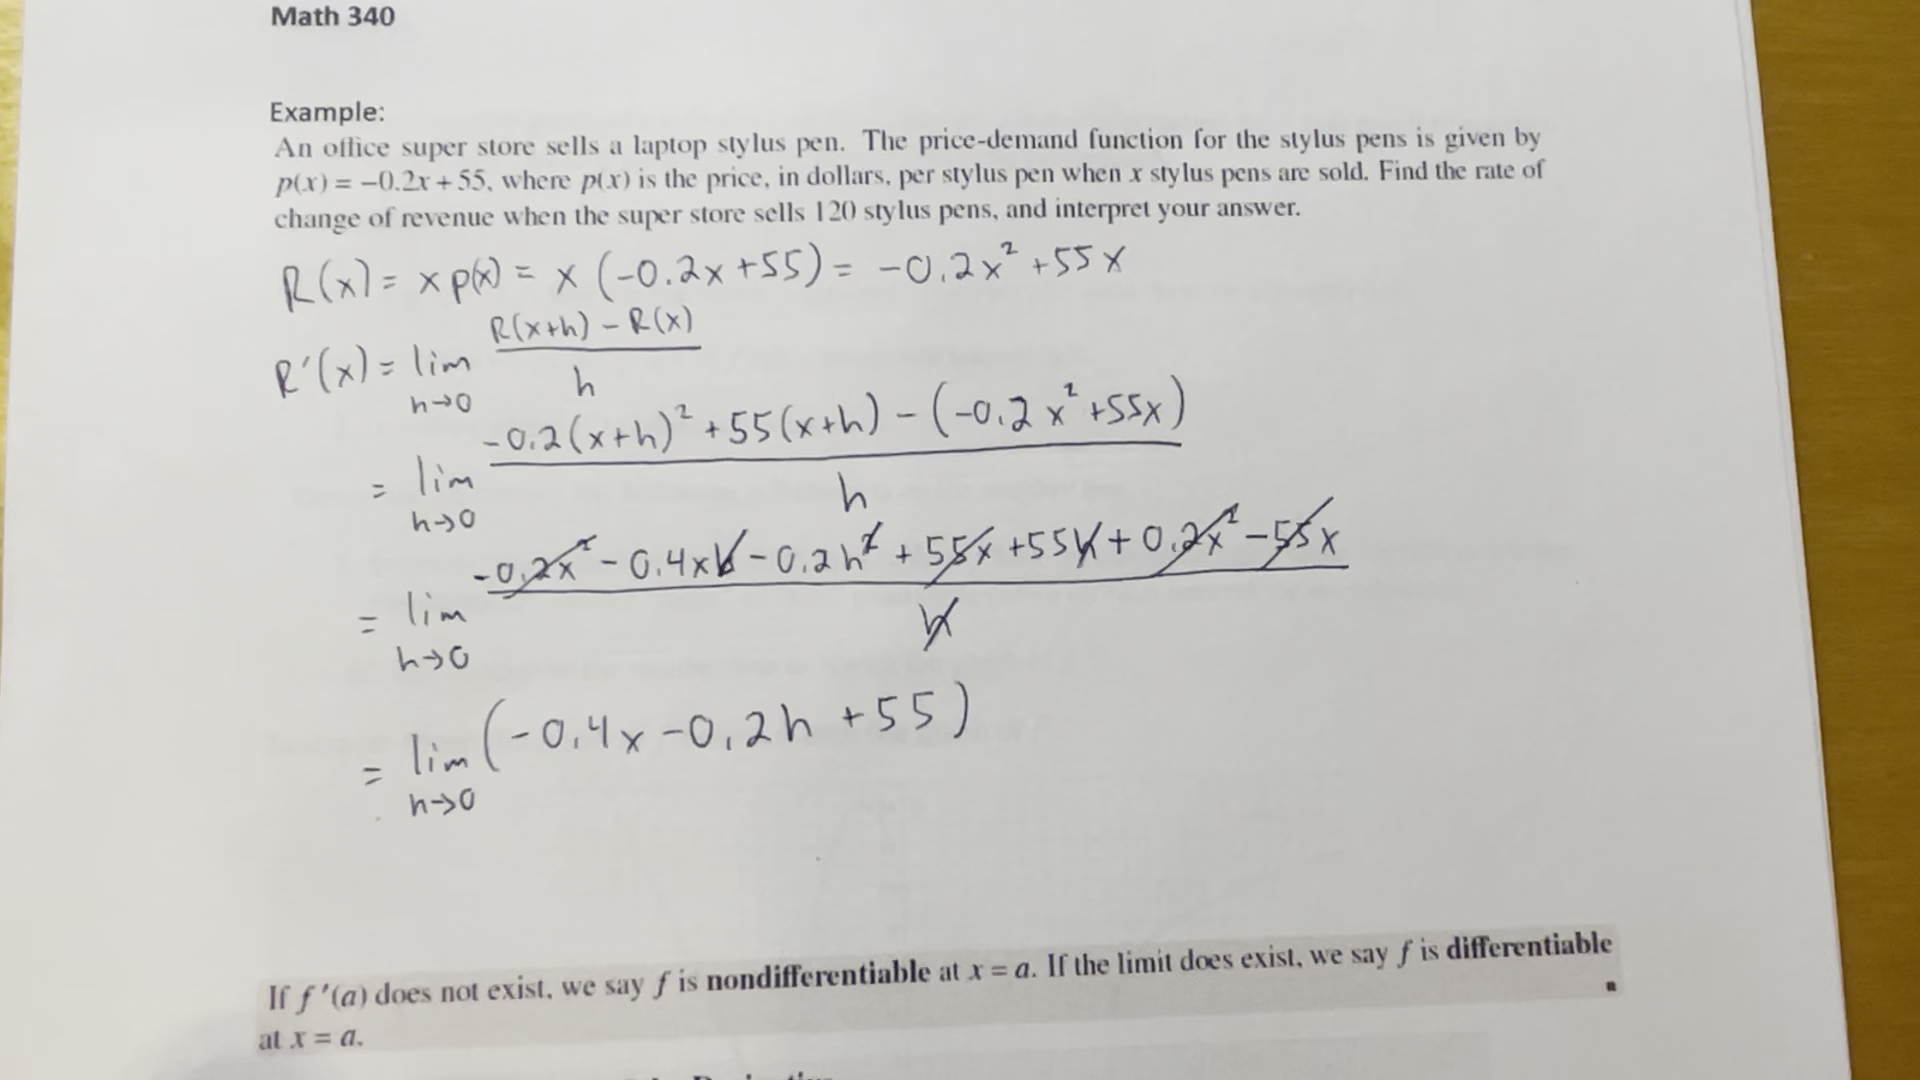 Math 340
Example:
An office super store sells a laptop stylus pen. The price-demand function for the stylus pens is given by
p(x) = −0.2x + 55, where p(x) is the price, in dollars, per stylus pen when x stylus pens are sold. Find the rate of
change of revenue when the super store sells 120 stylus pens, and interpret your answer.
R(x) = x p(x) = x (-0.2x + 55) = -0.2x² + 55x
R(x+h) - R(x)
R'(x) = lim
h
h→0
-0.2(x+h)² + 55(x+h) - (-0.2x² + 55x)
= lim
h
h→0
-0.2x² - 0.4xh - 0.2h² + 55x + 55h + 0.2x² - 55x
= lim
h
h→0
= lim (-0.4x - 0.2h + 55)
h→0
If f '(a) does not exist, we say f is nondifferentiable at x = a. If the limit does exist, we say f is differentiable
at x = a.